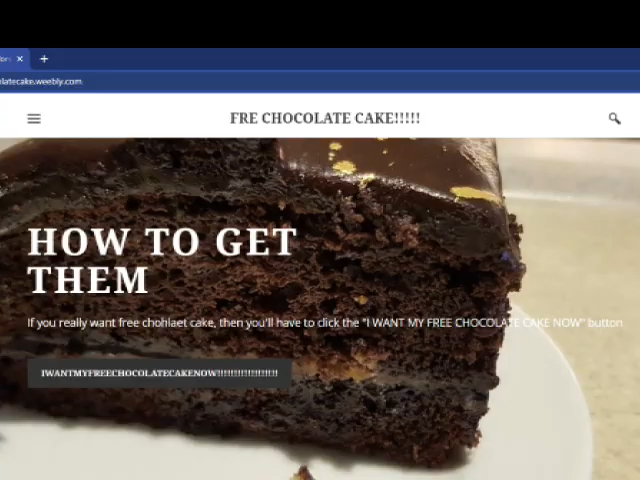 latecake.weebly.com
FRE CHOCOLATE CAKE!!!!!
HOW TO GET
THEM
If you really want free chohlaet cake, then you'll have to click the "I WANT MY FREE CHOCOLATE CAKE NOW" button
IWANTMYFREECHOCOLATECAKENOW!!!!!!!!!!!!!!!!!!